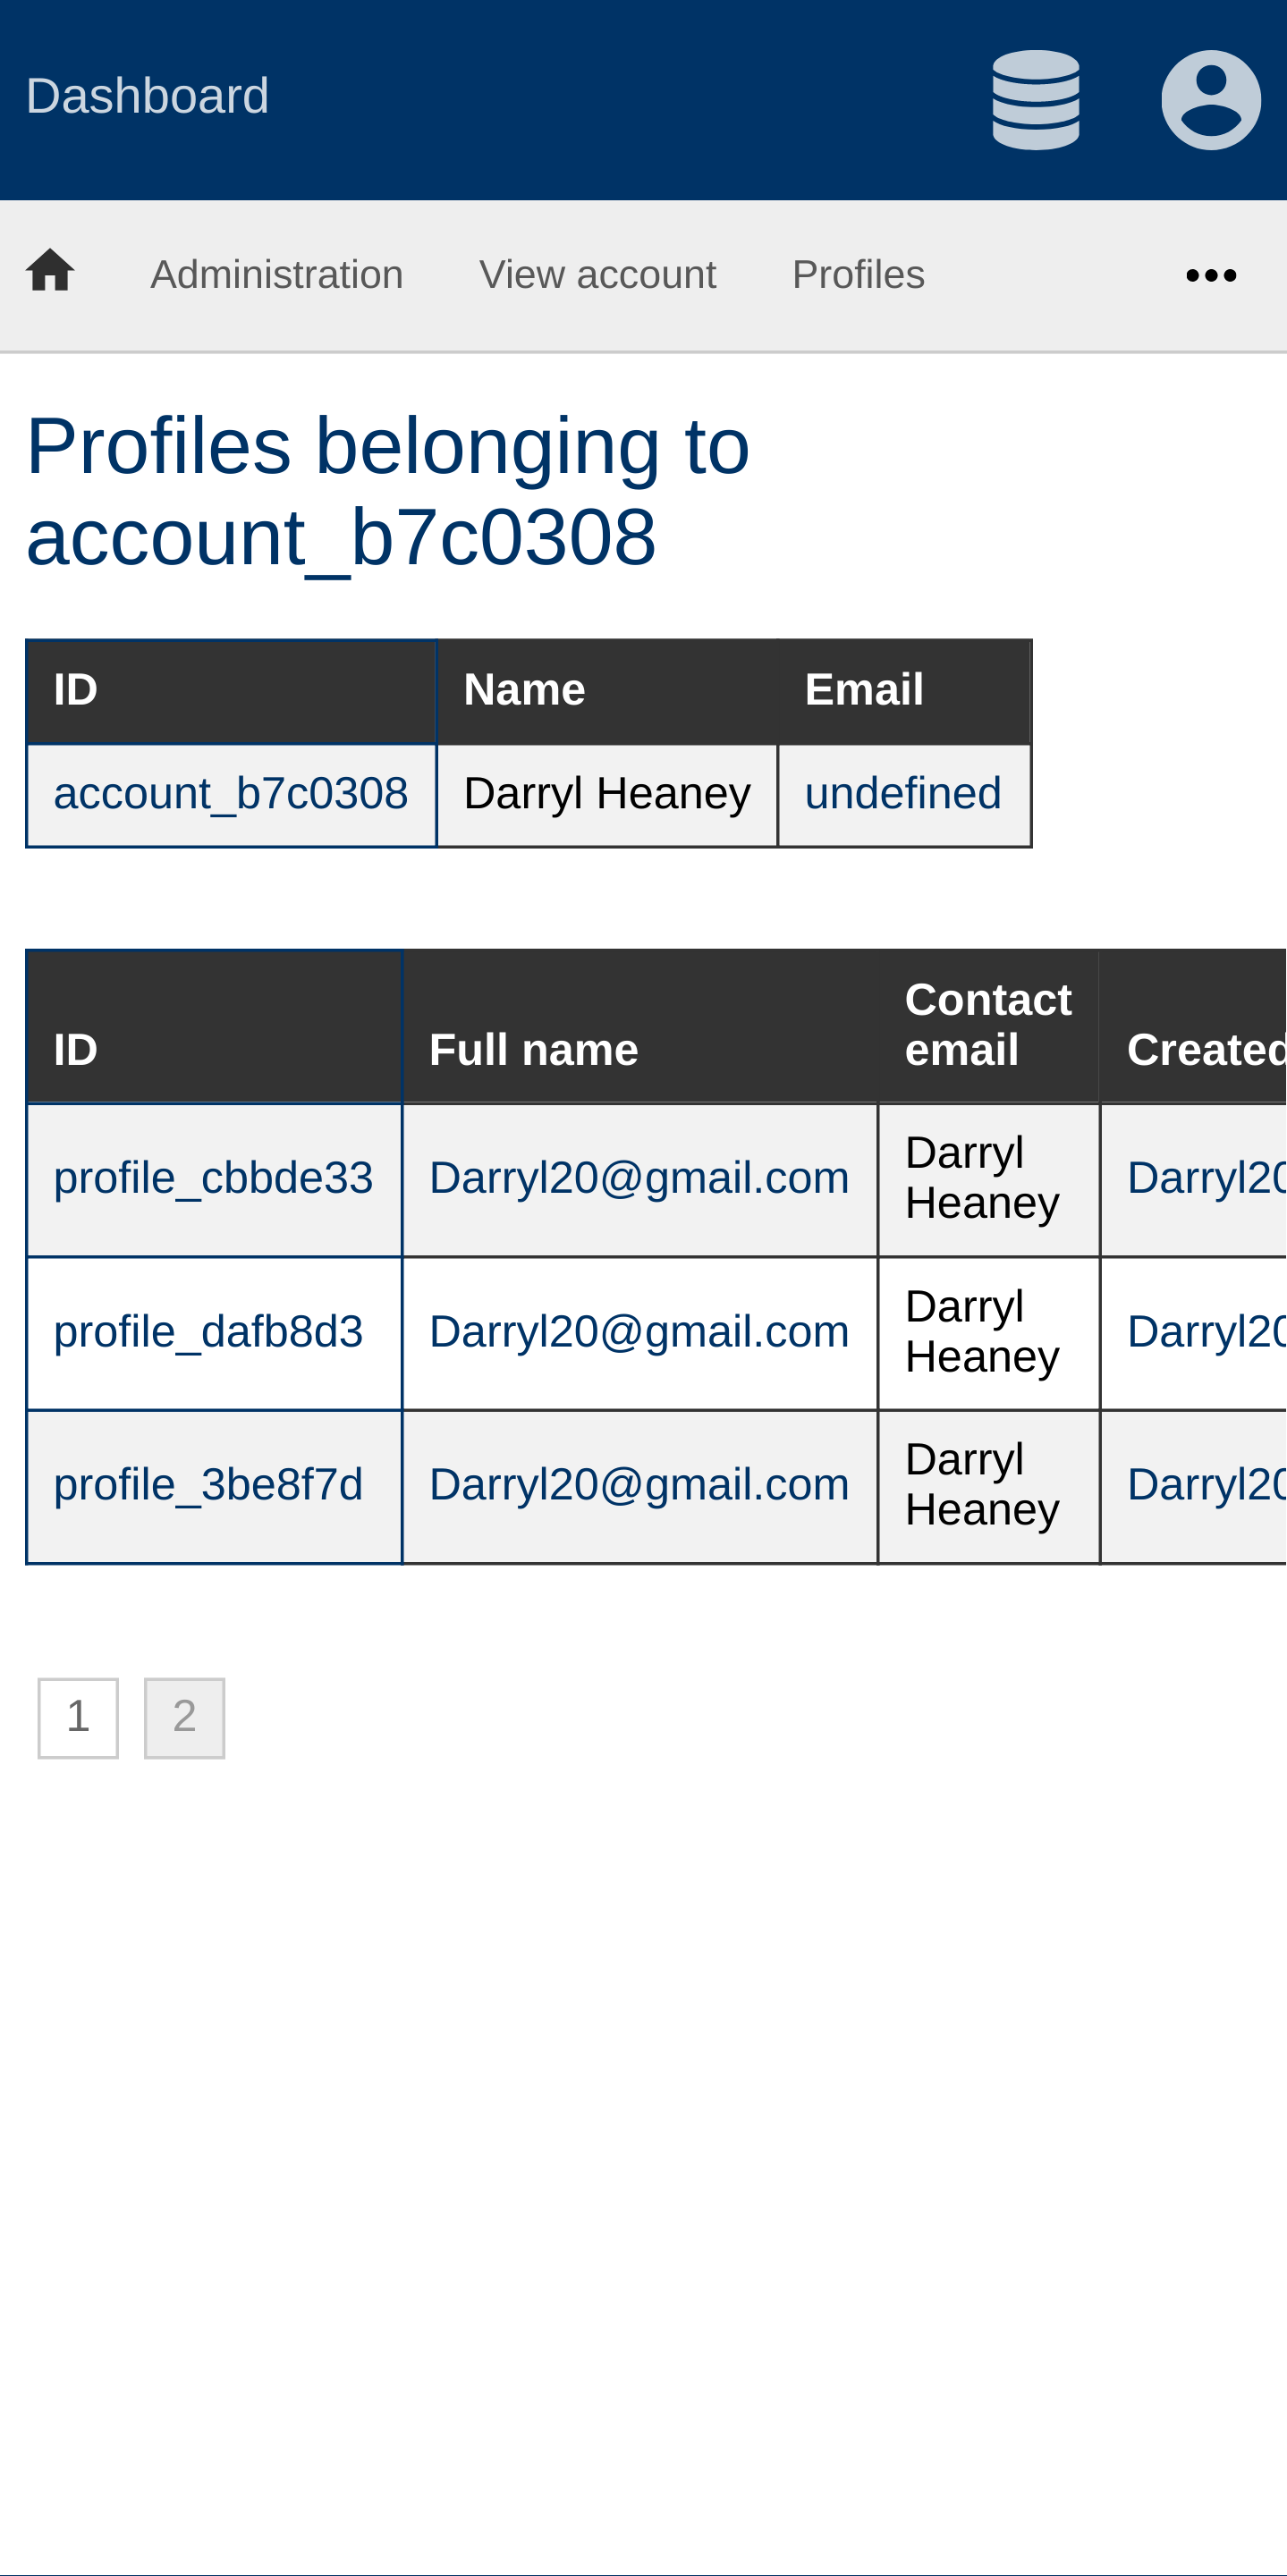 Dashboard
Administration View account Profiles •••
Profiles belonging to
account_b7c0308
ID Name Email
account_b7c0308 Darryl Heaney undefined
Contact
ID Full name email Created
profile_cbbde33 Darryl20@gmail.com Darryl Heaney Darryl20
profile_dafb8d3 Darryl20@gmail.com Darryl Heaney Darryl20
profile_3be8f7d Darryl20@gmail.com Darryl Heaney Darryl20
1 2